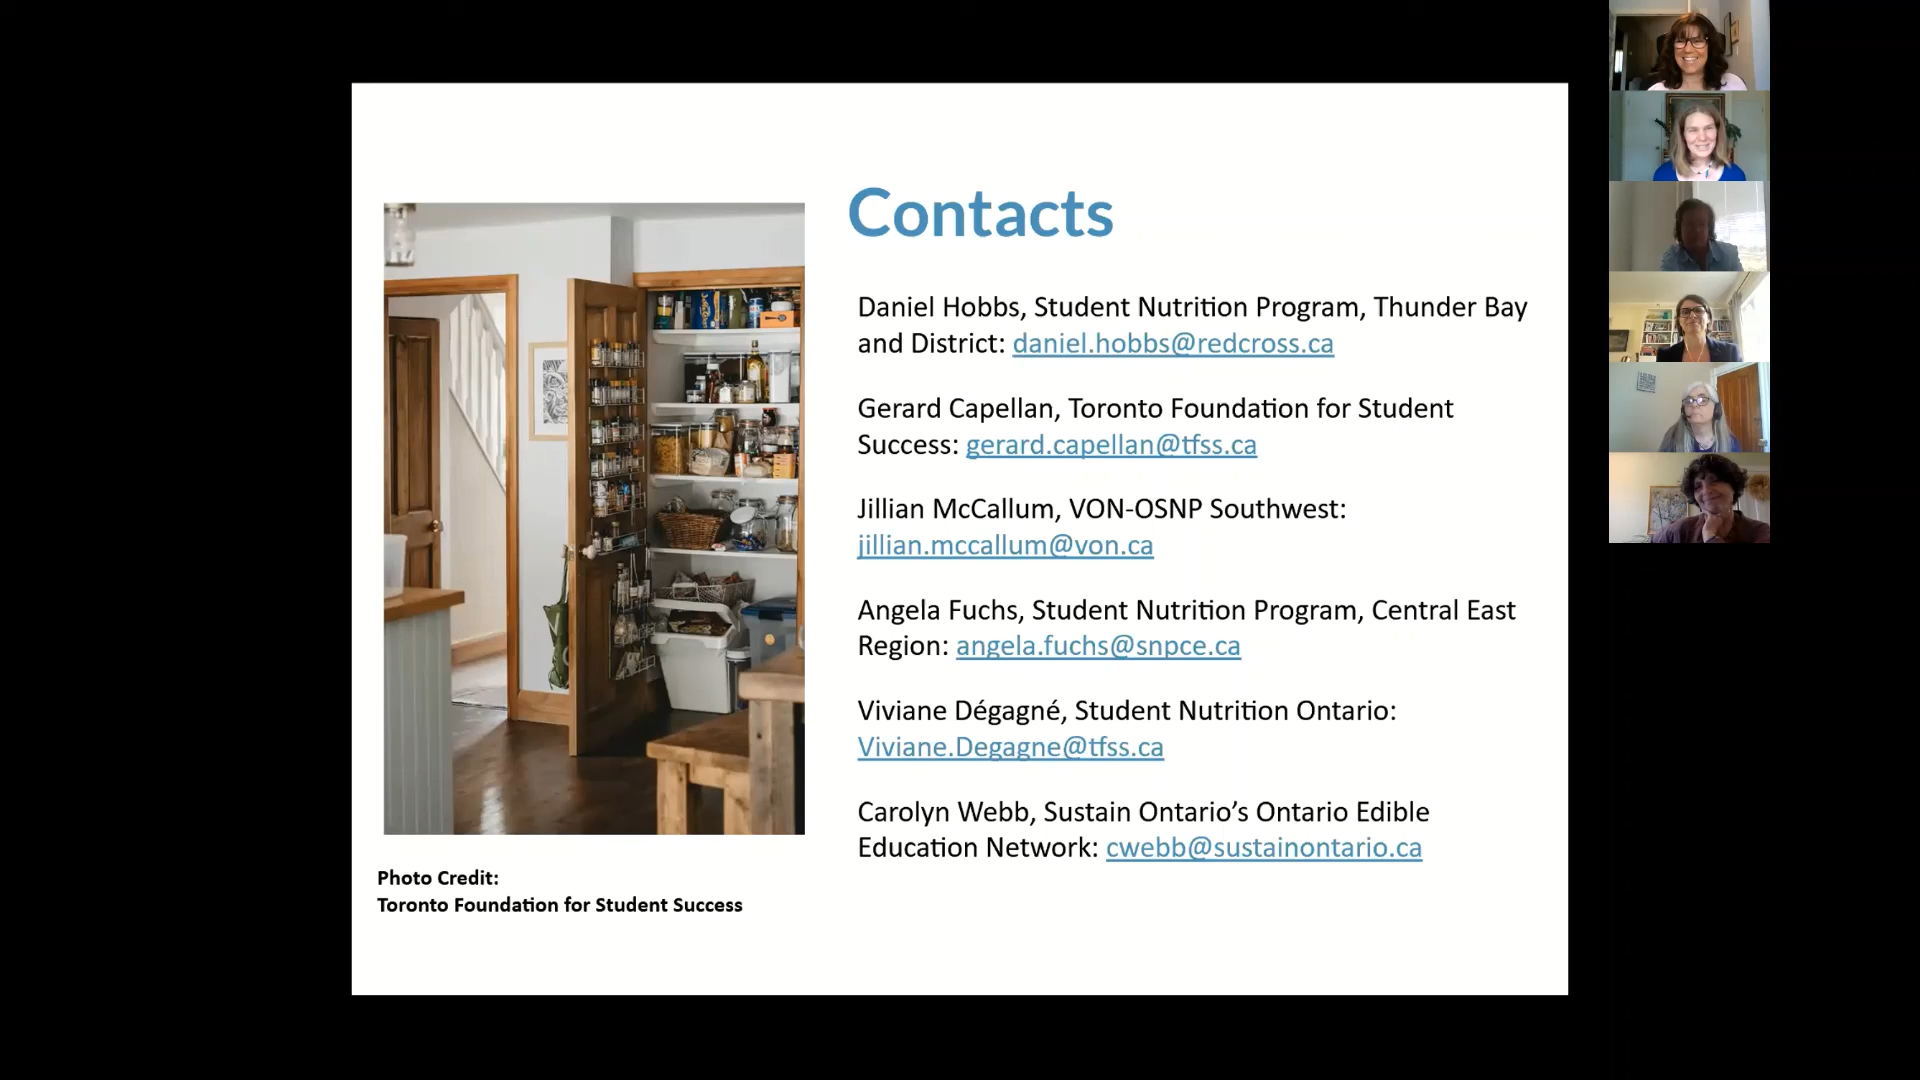 Contacts
Daniel Hobbs, Student Nutrition Program, Thunder Bay
and District: daniel.hobbs@redcross.ca
Gerard Capellan, Toronto Foundation for Student
Success: gerard.capellan@tfss.ca
Jillian McCallum, VON-OSNP Southwest:
jillian.mccallum@von.ca
Angela Fuchs, Student Nutrition Program, Central East
Region: angela.fuchs@snpce.ca
Viviane Dégagné, Student Nutrition Ontario:
Viviane.Degagne@tfss.ca
Carolyn Webb, Sustain Ontario’s Ontario Edible
Education Network: cwebb@sustainontario.ca
Photo Credit:
Toronto Foundation for Student Success